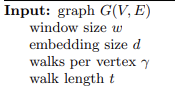 Input: graph G(V, E)
window size w
embedding size d
walks per vertex γ
walk length t